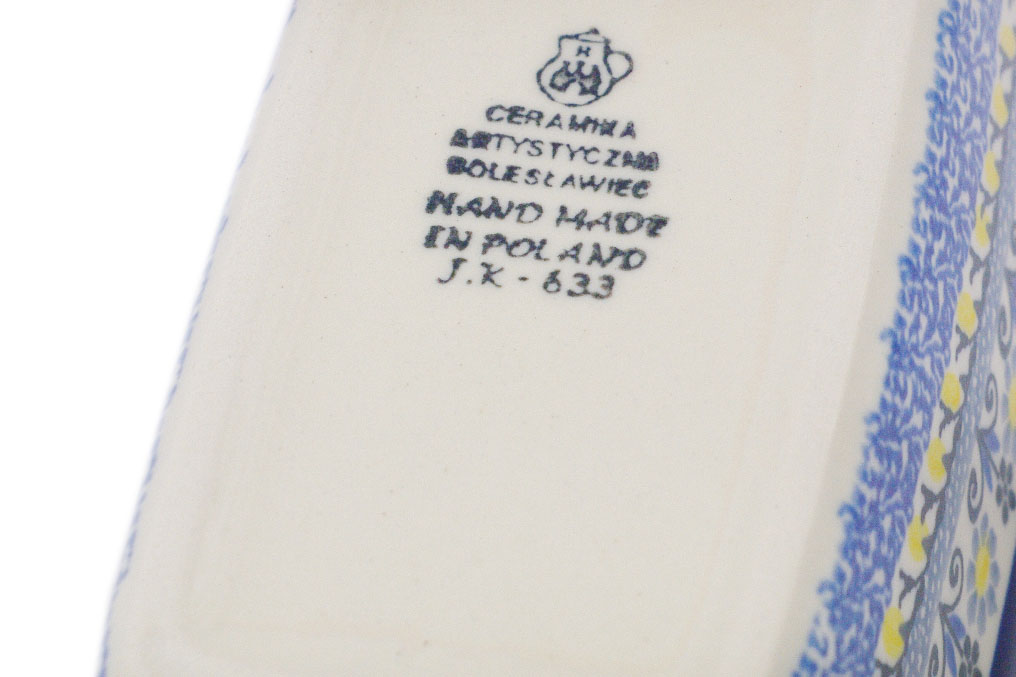 CERAMIKA
ARTYSTYCZNA
BOLESŁAWIEC
HAND MADE
IN POLAND
J.K - 633